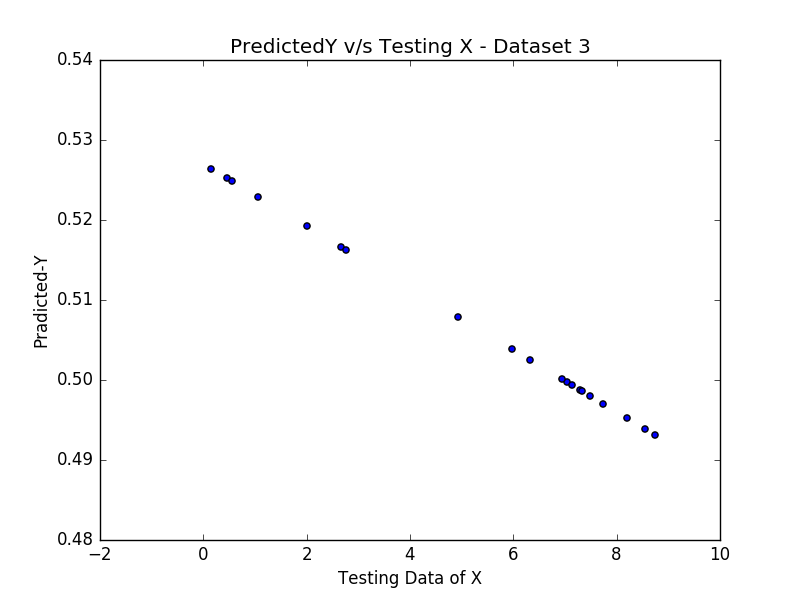 PredictedY v/s Testing X - Dataset 3
0.54
0.53
0.52
0.51
0.50
0.49
0.48
Pradicted-Y
−2 0 2 4 6 8 10
Testing Data of X